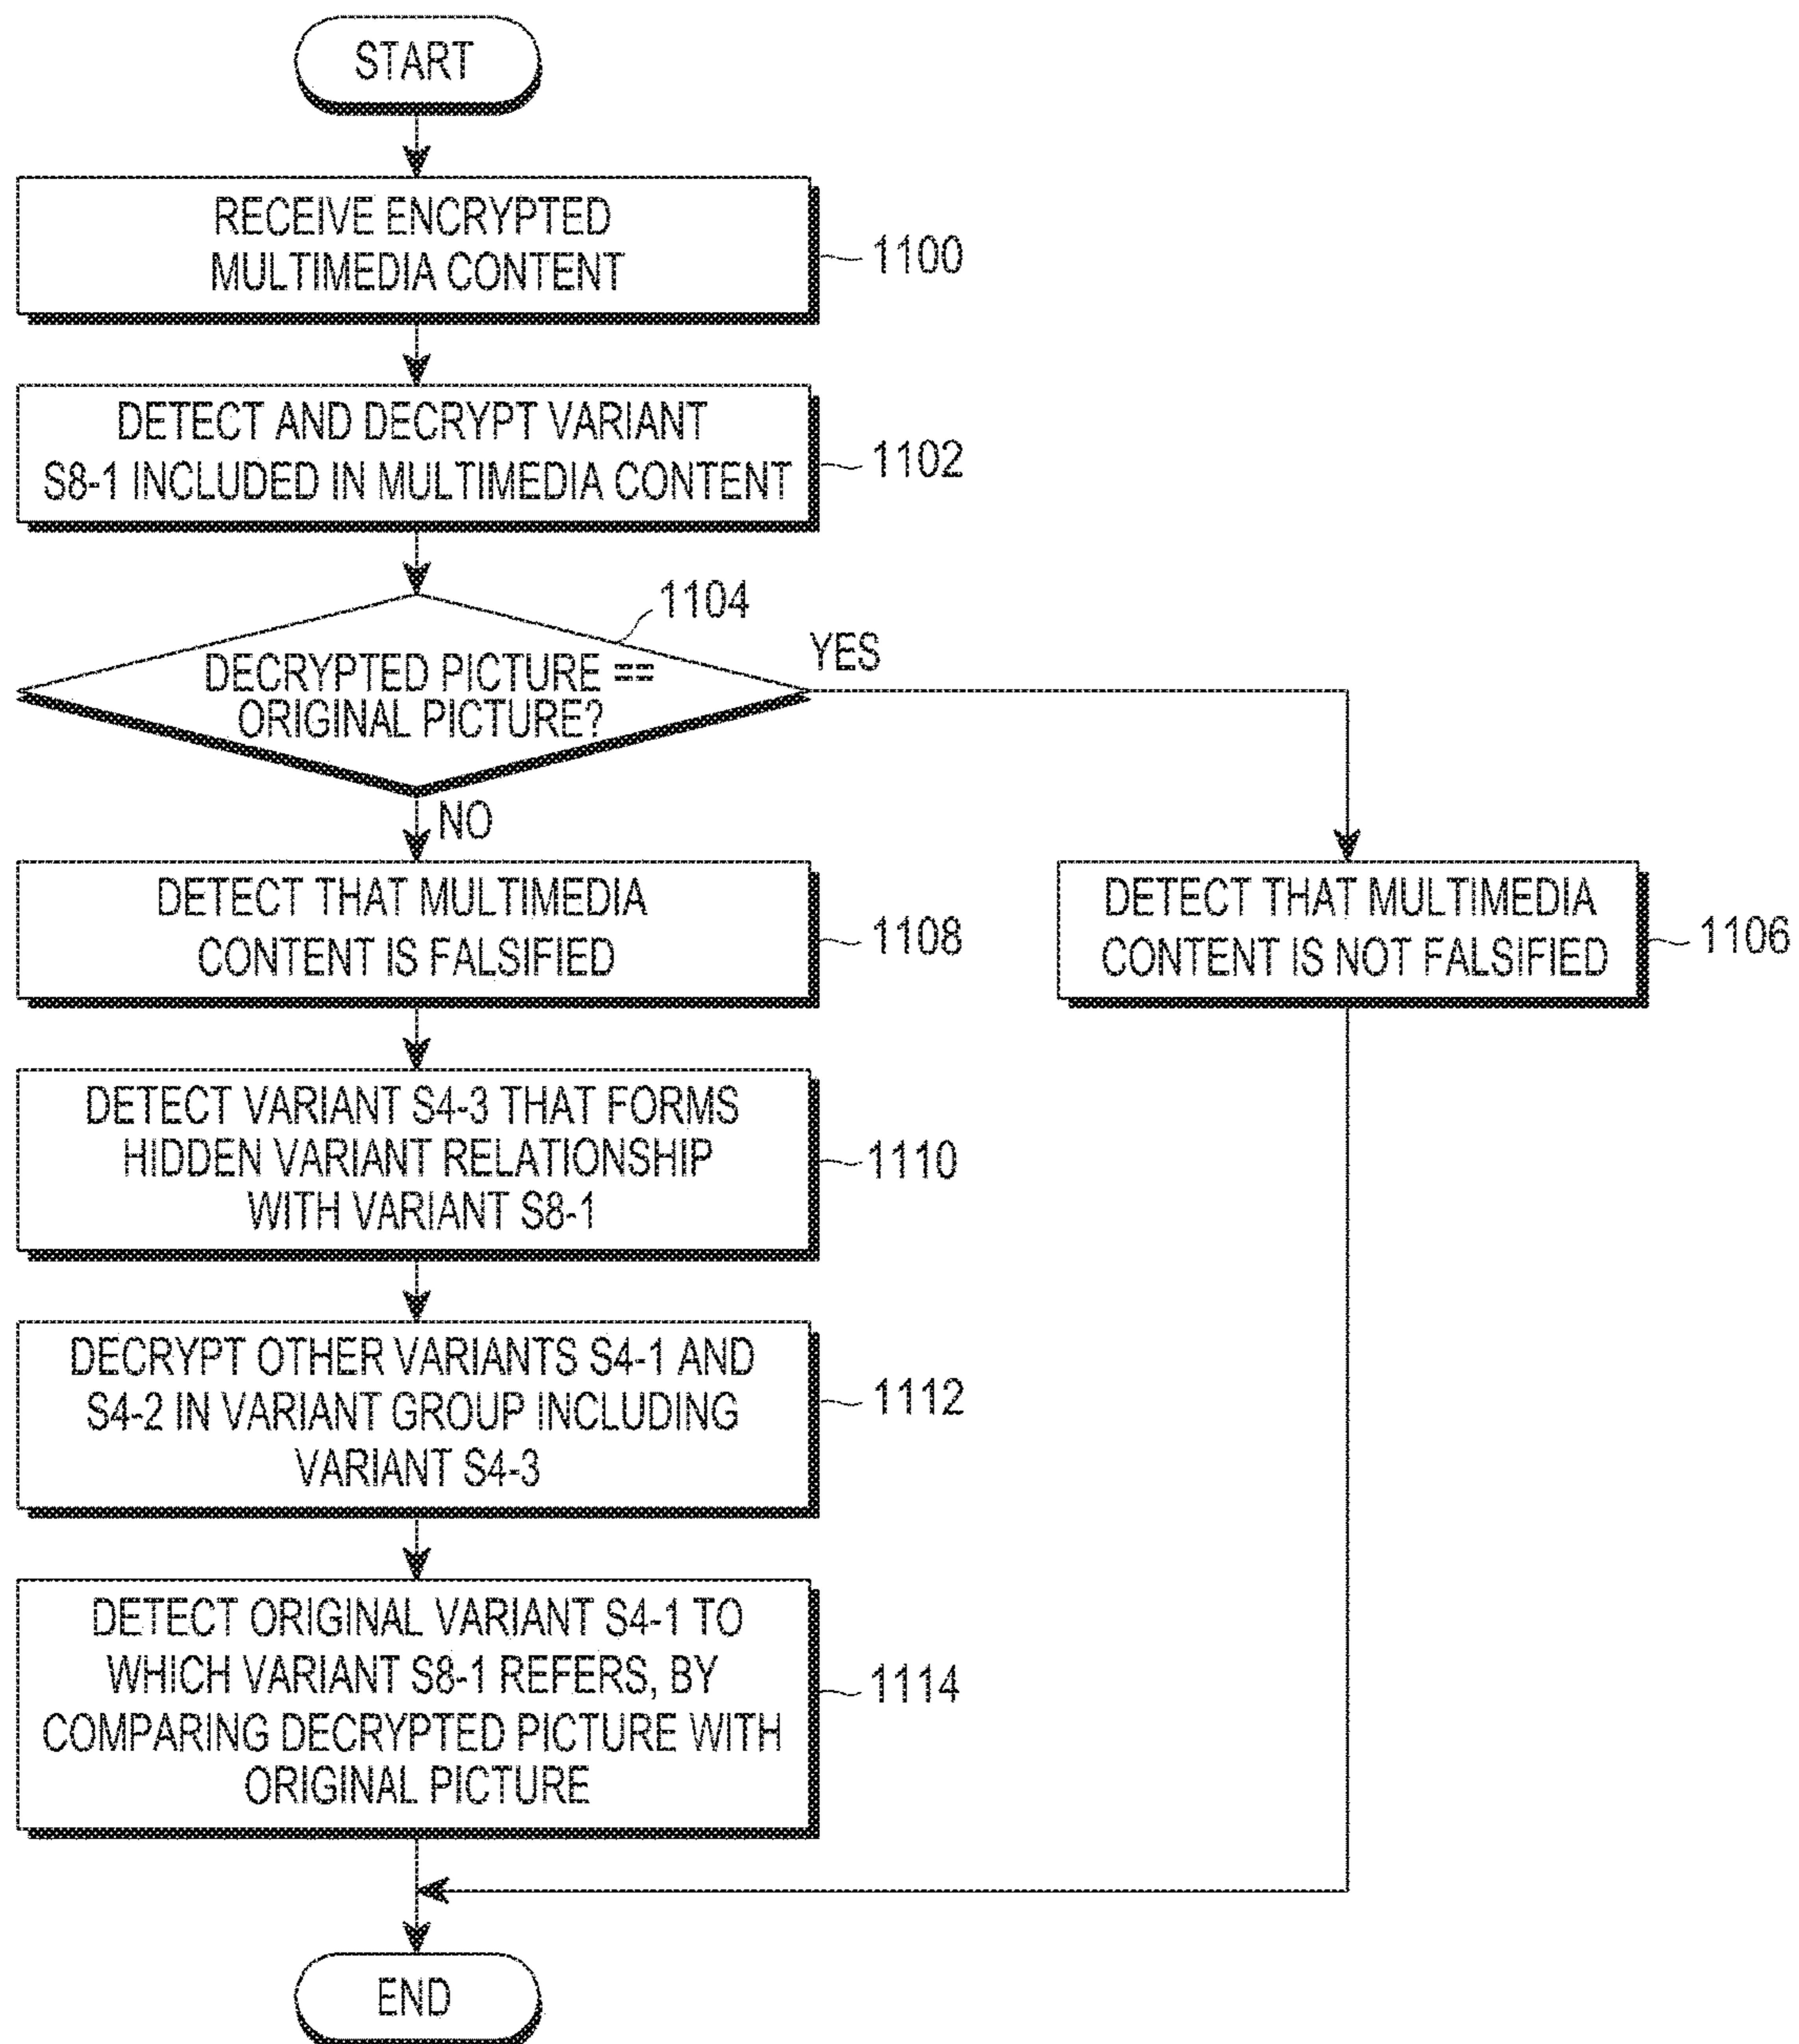 START
RECEIVE ENCRYPTED
MULTIMEDIA CONTENT
1100
DETECT AND DECRYPT VARIANT
S8-1 INCLUDED IN MULTIMEDIA CONTENT
1102
1104
DECRYPTED PICTURE ==
ORIGINAL PICTURE?
YES
NO
DETECT THAT MULTIMEDIA
CONTENT IS FALSIFIED
1108
DETECT THAT MULTIMEDIA
CONTENT IS NOT FALSIFIED
1106
DETECT VARIANT S4-3 THAT FORMS
HIDDEN VARIANT RELATIONSHIP
WITH VARIANT S8-1
1110
DECRYPT OTHER VARIANTS S4-1 AND
S4-2 IN VARIANT GROUP INCLUDING
VARIANT S4-3
1112
DETECT ORIGINAL VARIANT S4-1 TO
WHICH VARIANT S8-1 REFERS, BY
COMPARING DECRYPTED PICTURE WITH
ORIGINAL PICTURE
1114
END